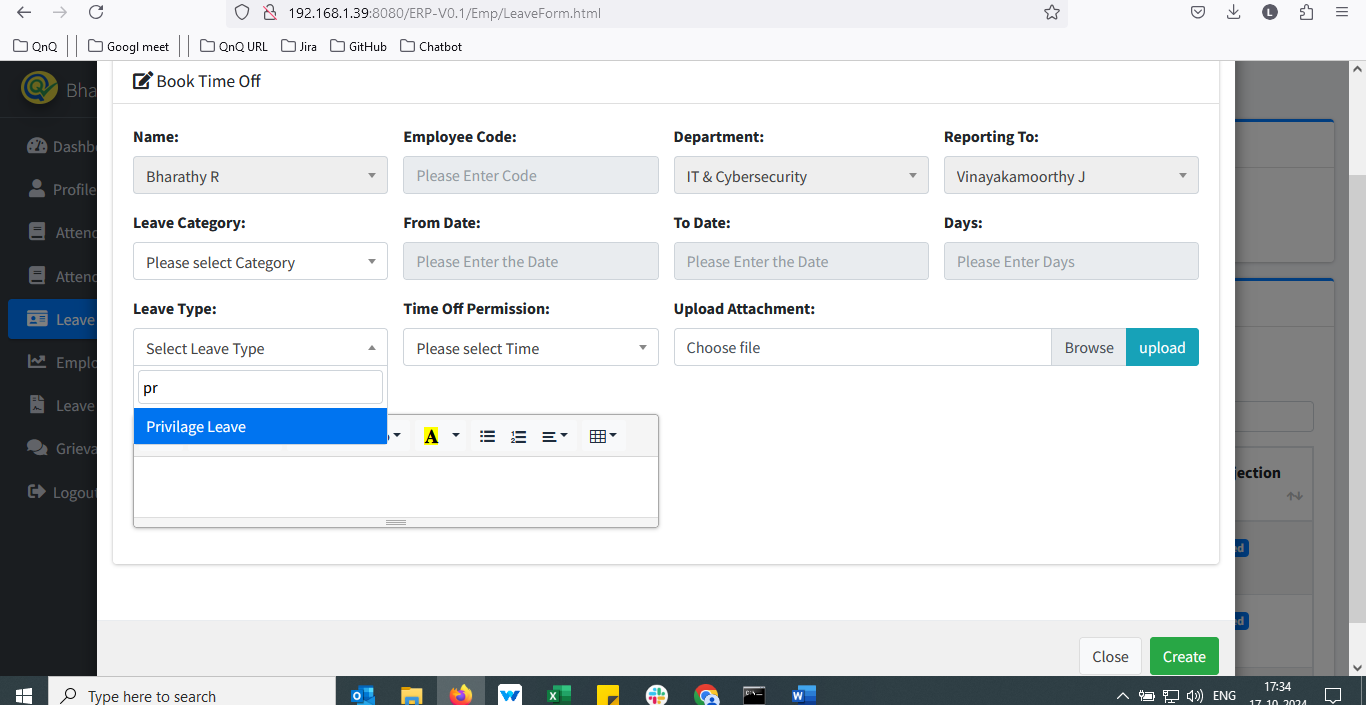 192.168.1.39:8080/ERP-V0.1/Emp/LeaveForm.html
L
QnQ Googl meet QnQ URL Jira GitHub Chatbot
Book Time Off
Bha
Dashb
Profile
Atten
Atten
Leave
Emplo
Leave
Grieva
Logout
Name: Employee Code: Department: Reporting To:
Bharathy R Please Enter Code IT & Cybersecurity Vinayakamoorthy J
Leave Category: From Date: To Date: Days:
Please select Category Please Enter the Date Please Enter the Date Please Enter Days
Leave Type: Time Off Permission: Upload Attachment:
Select Leave Type Please select Time Choose file Browse upload
pr
Privilage Leave
A
ection
ed
ed
Close Create
Type here to search ENG 17:34
17-10-2024